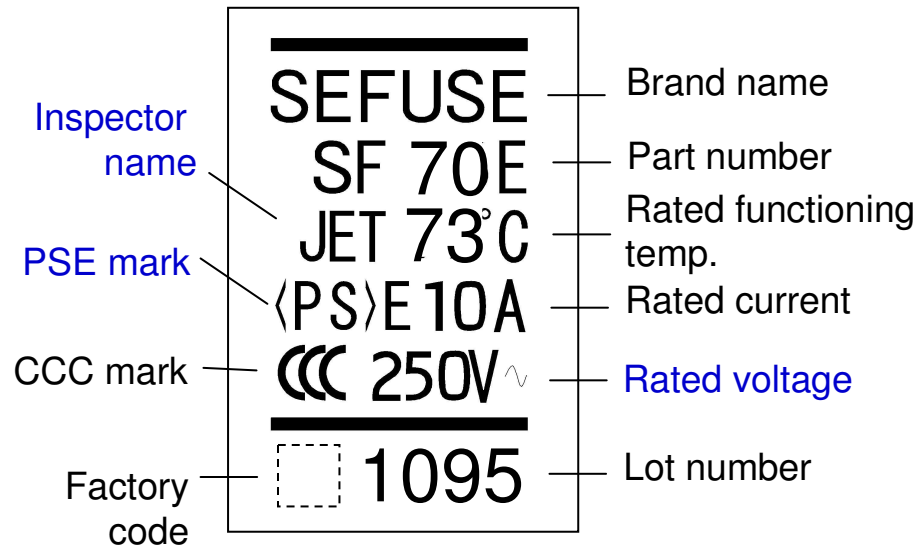 SEFUSE
Brand name
Inspector
name
SF 70E
Part number
JET 73°C
Rated functioning
temp.
PSE mark
⟨PS⟩E10A
Rated current
CCC mark
CCC 250V~
Rated voltage
Factory
code
1095
Lot number